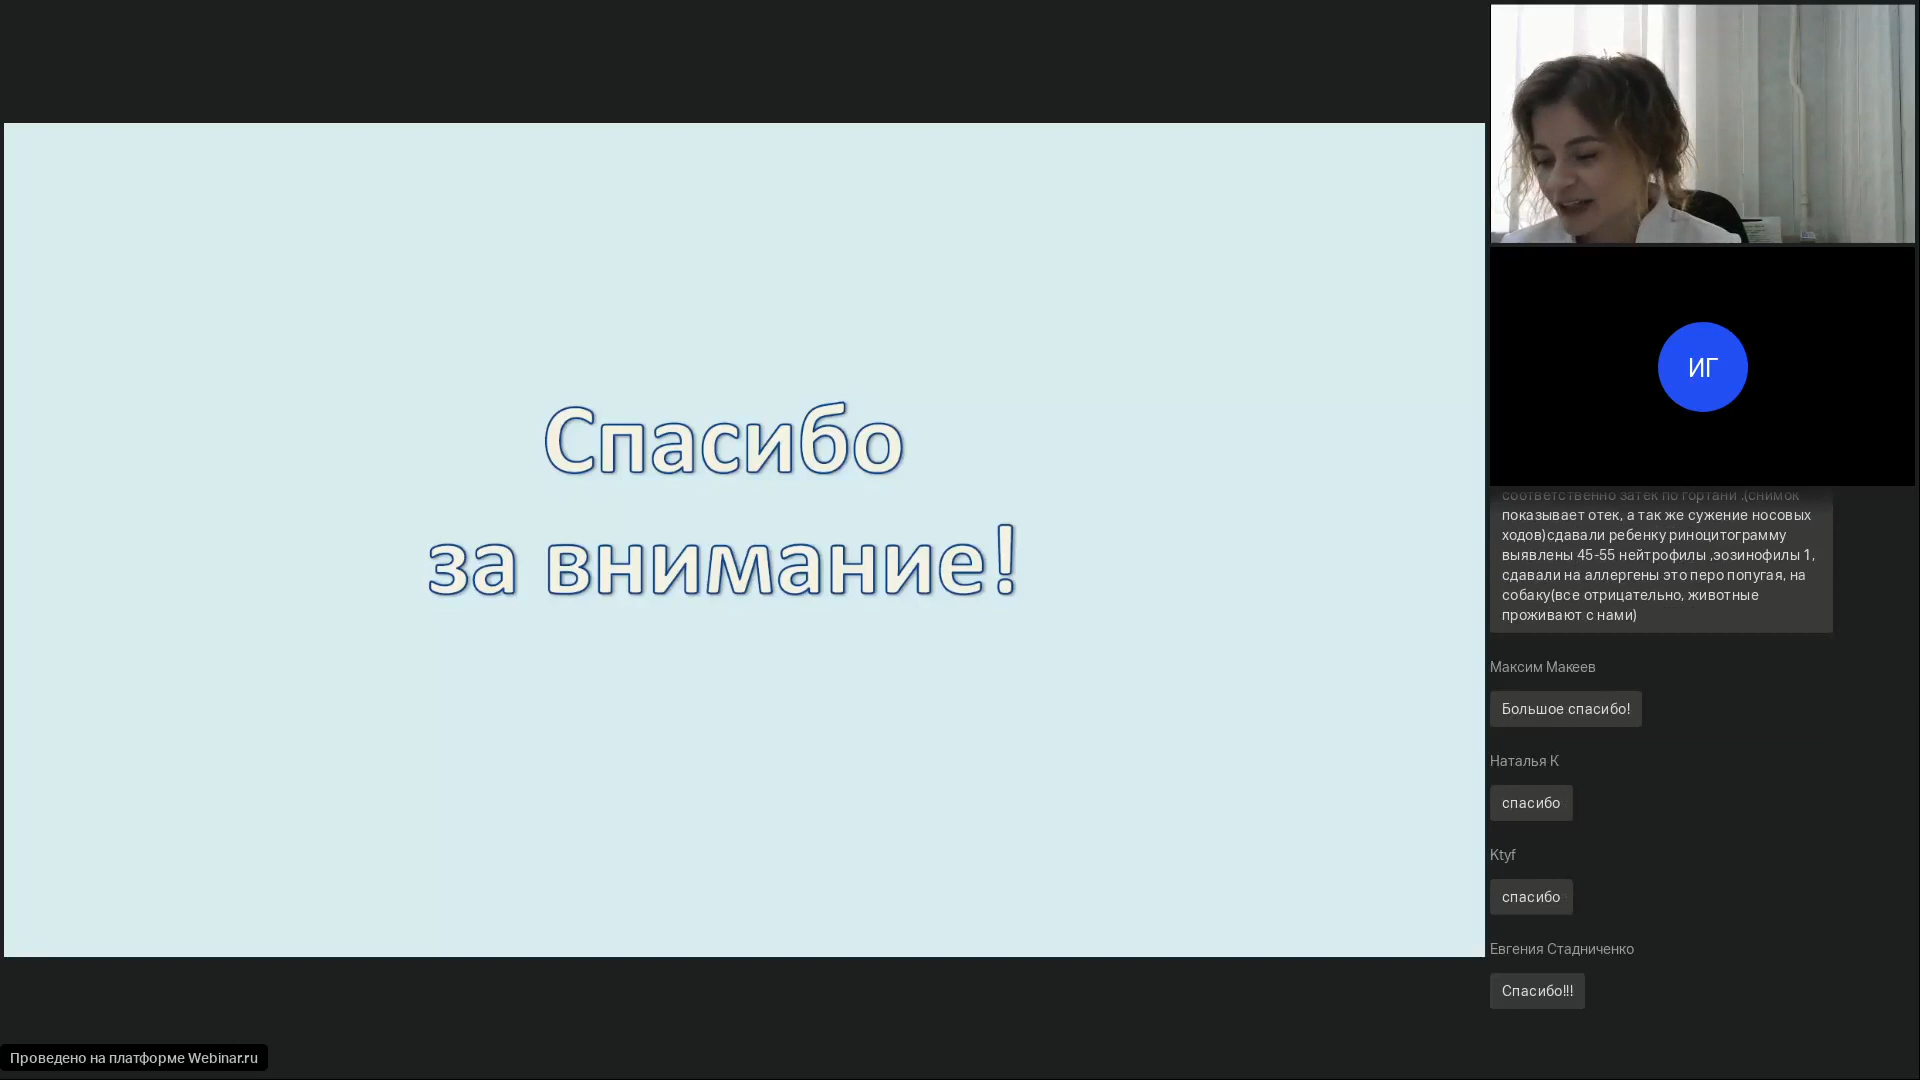 Спасибо
за внимание!
ИГ
соответственно затек по гортани .(снимок
показывает отек, а так же сужение носовых
ходов)сдавали ребенку риноцитограмму
выявлены 45-55 нейтрофилы ,эозинофилы 1,
сдавали на аллергены это перо попугая, на
собаку(все отрицательно, животные
проживают с нами)
Максим Макеев
Большое спасибо!
Наталья К
спасибо
Ktyf
спасибо
Евгения Стадниченко
Спасибо!!!
Проведено на платформе Webinar.ru